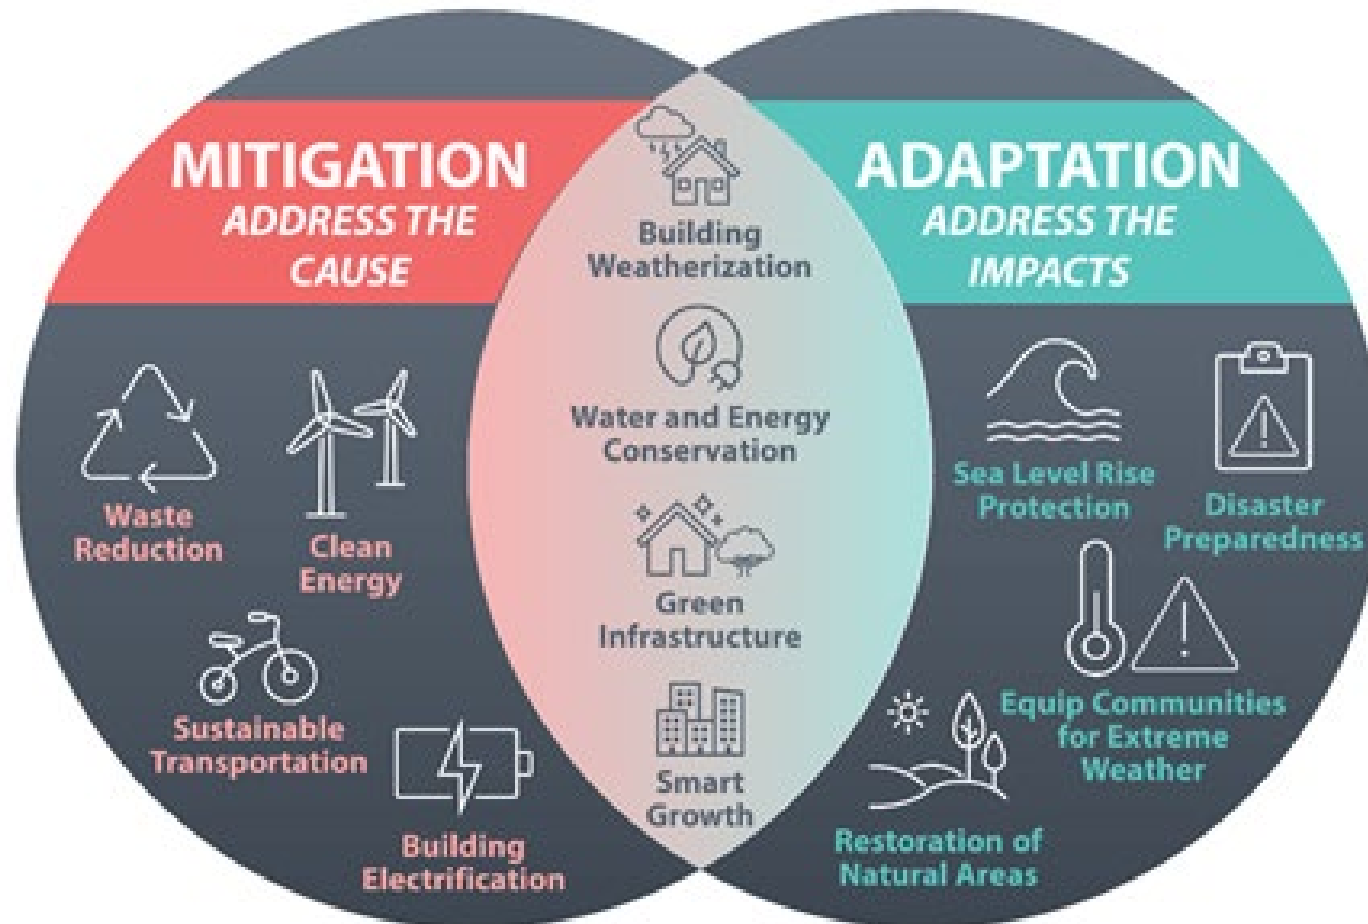 MITIGATION
ADDRESS THE
CAUSE
Waste
Reduction
Clean
Energy
Sustainable
Transportation
Building
Electrification
Building
Weatherization
Water and Energy
Conservation
Green
Infrastructure
Smart
Growth
ADAPTATION
ADDRESS THE
IMPACTS
Sea Level Rise
Protection
Disaster
Preparedness
Equip Communities
for Extreme
Weather
Restoration of
Natural Areas